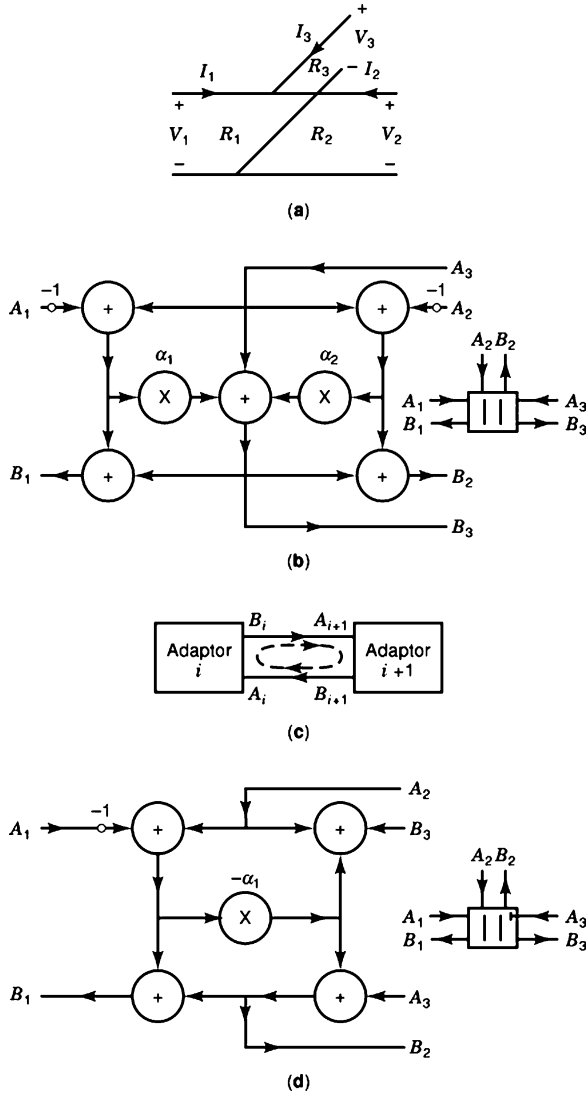 +
I3 V3
R3 − I2
I1
+ +
V1 R1 R2 V2
− −
(a)
A3
−1 −1
A1 + + A2
α1 α2
X + X
A2 B2
A1 A3
B1 B3
B1 + + B2
B3
(b)
Bi Ai+1
Adaptor i
Adaptor i +1
Ai Bi+1
(c)
A2
−1
A1 + + B3
−α1
X
A2 B2
A1 A3
B1 B3
B1 + + A3
B2
(d)